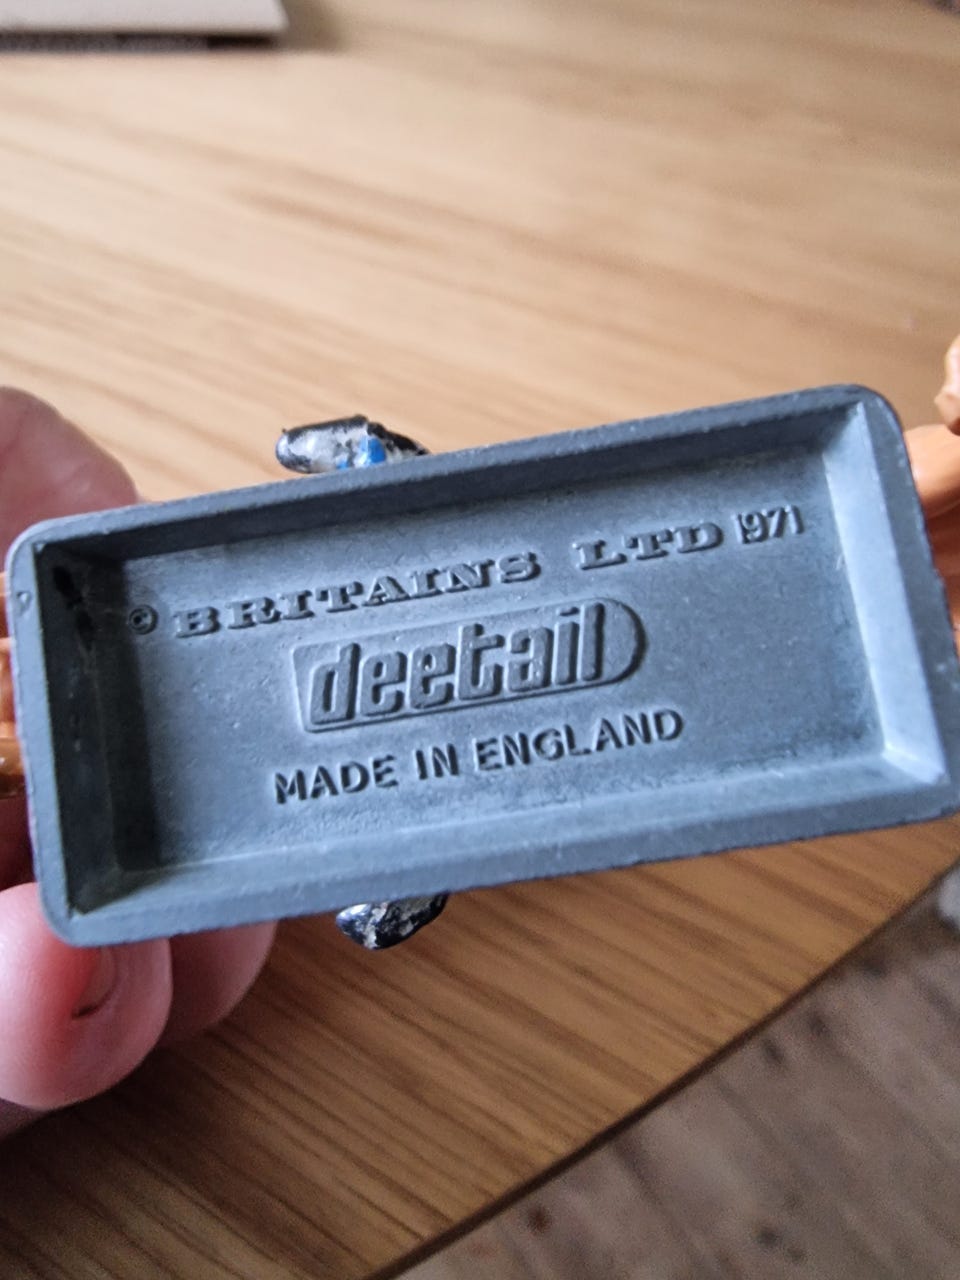 © BRITAINS LTD 1971
deetail
MADE IN ENGLAND